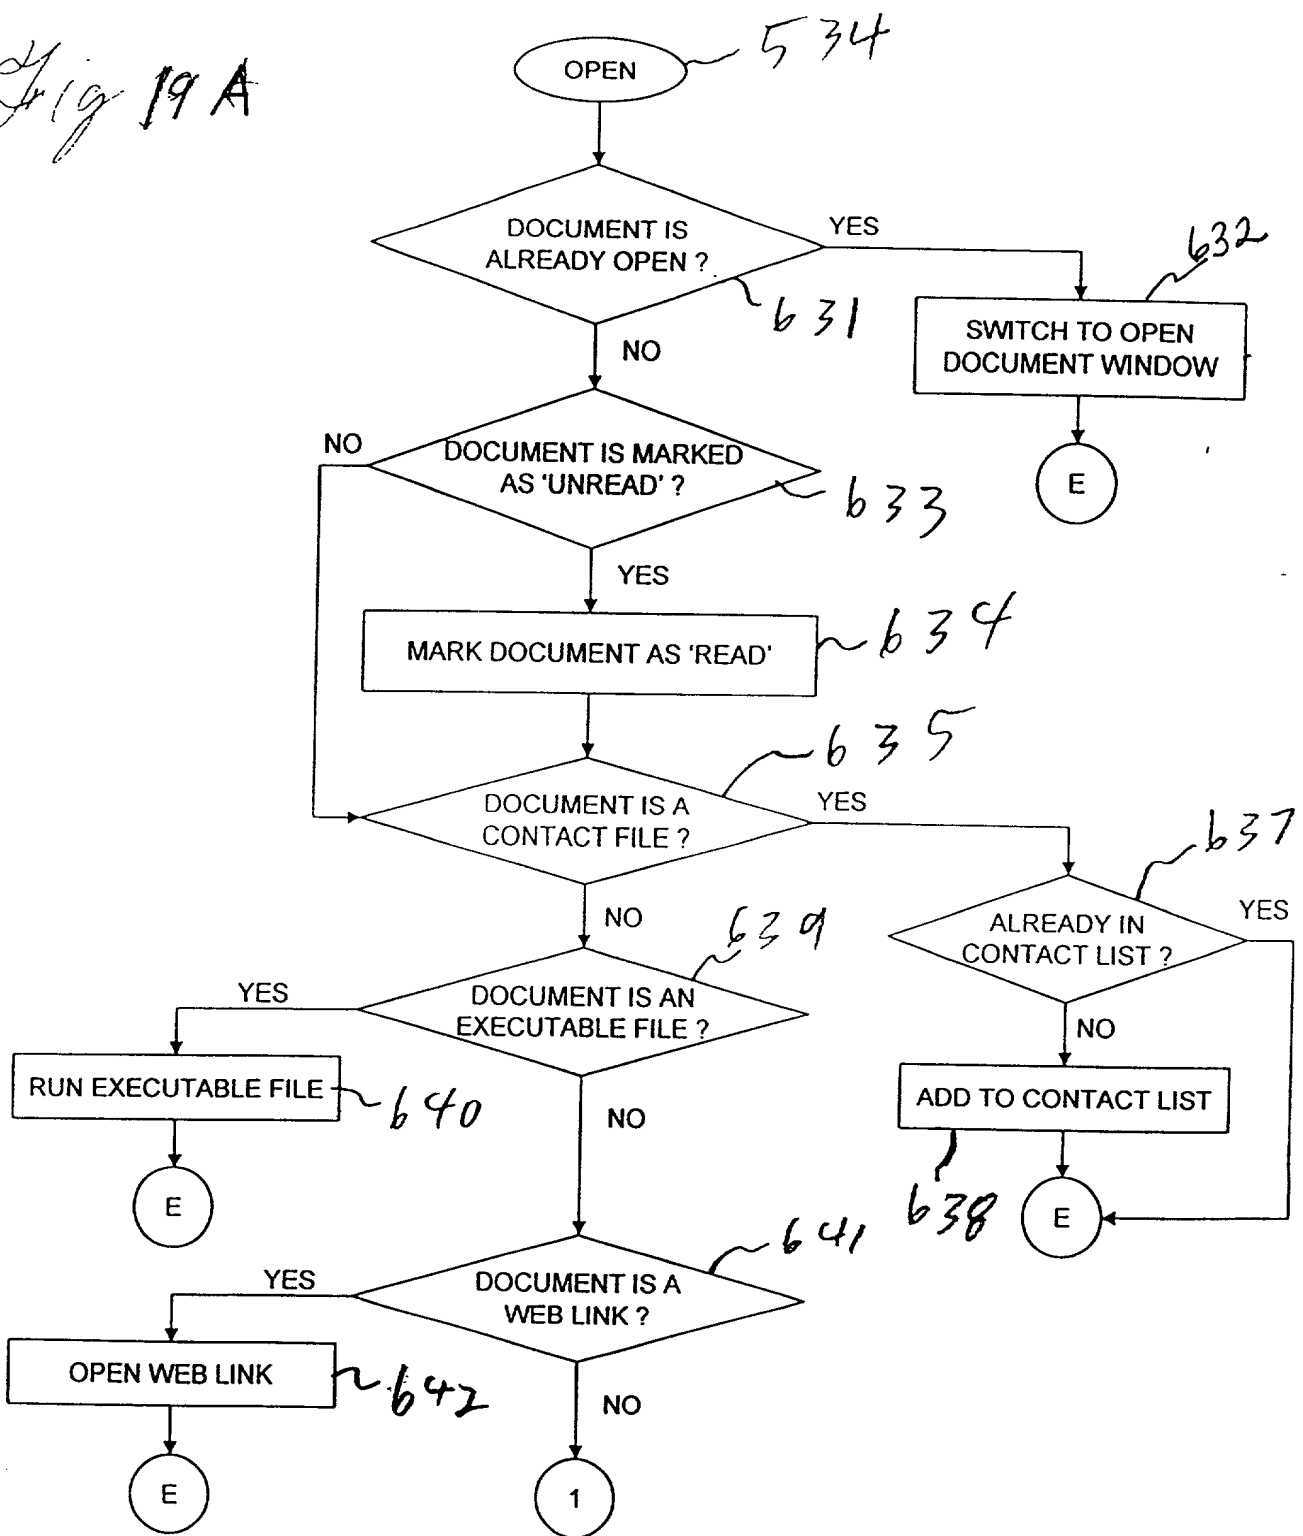 Fig 19 A
OPEN
534
DOCUMENT IS
ALREADY OPEN ?
631
YES
632
SWITCH TO OPEN
DOCUMENT WINDOW
E
NO
DOCUMENT IS MARKED
AS 'UNREAD' ?
633
NO
YES
MARK DOCUMENT AS 'READ'
634
635
DOCUMENT IS A
CONTACT FILE ?
YES
637
ALREADY IN
CONTACT LIST ?
YES
NO
ADD TO CONTACT LIST
638
E
NO
639
DOCUMENT IS AN
EXECUTABLE FILE ?
YES
RUN EXECUTABLE FILE
640
E
NO
641
DOCUMENT IS A
WEB LINK ?
YES
OPEN WEB LINK
642
E
NO
1